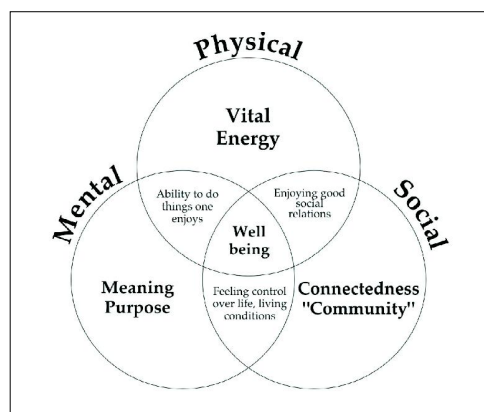 Physical
Vital
Energy
Mental
Social
Ability to do
things one
enjoys
Enjoying good
social
relations
Well
being
Meaning
Purpose
Feeling control
over life, living
conditions
Connectedness
"Community"